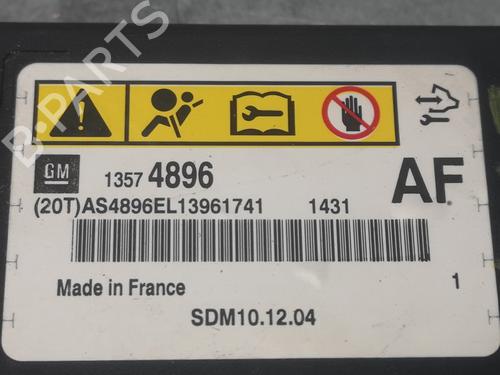 B-PARTS
GM 1357 4896 AF
(20T)AS4896EL13961741 1431
Made in France 1
SDM10.12.04